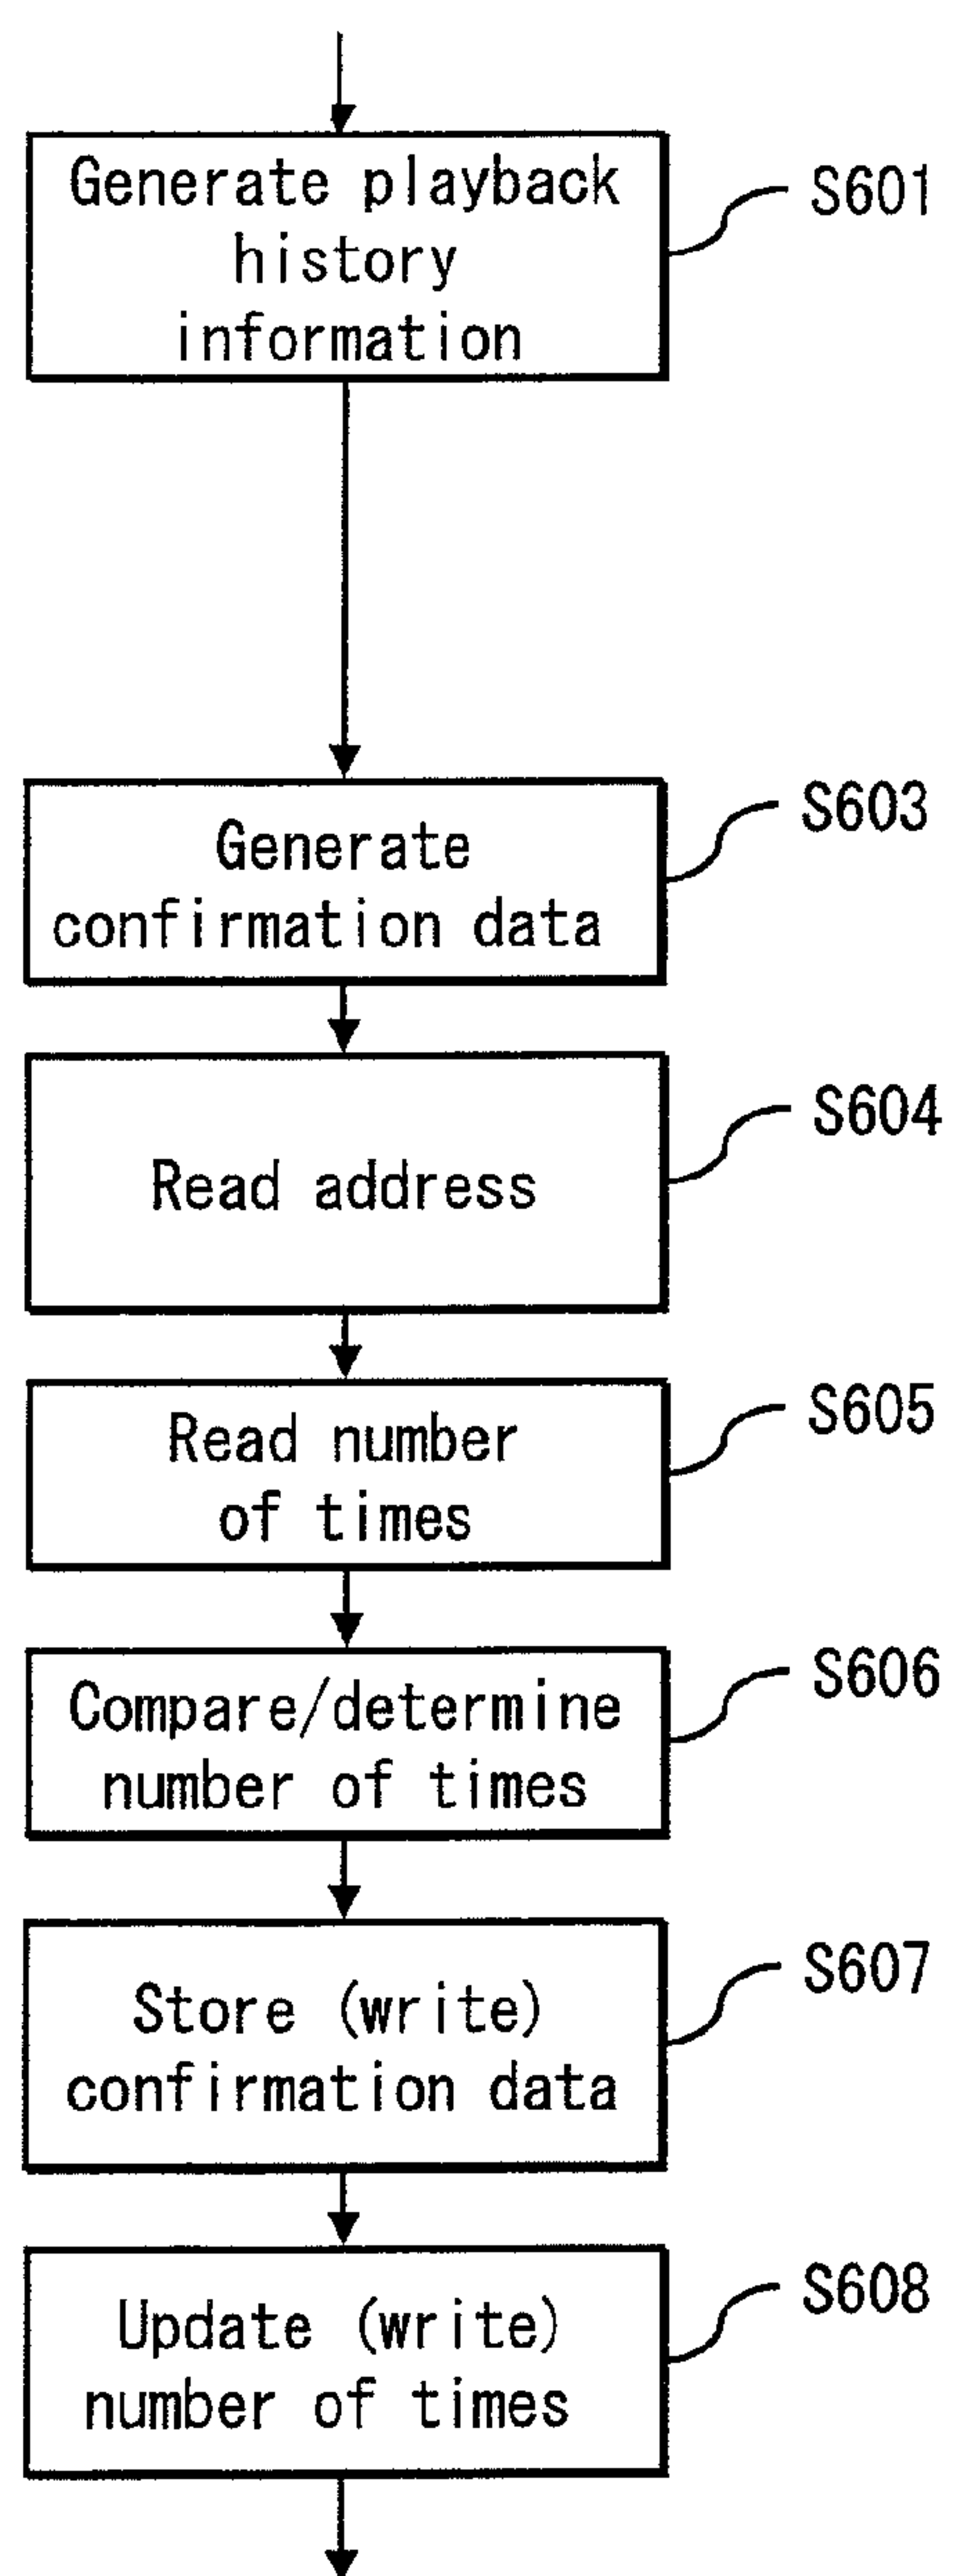 Generate playback
history
information
S601
Generate
confirmation data
S603
Read address
S604
Read number
of times
S605
Compare/determine
number of times
S606
Store (write)
confirmation data
S607
Update (write)
number of times
S608